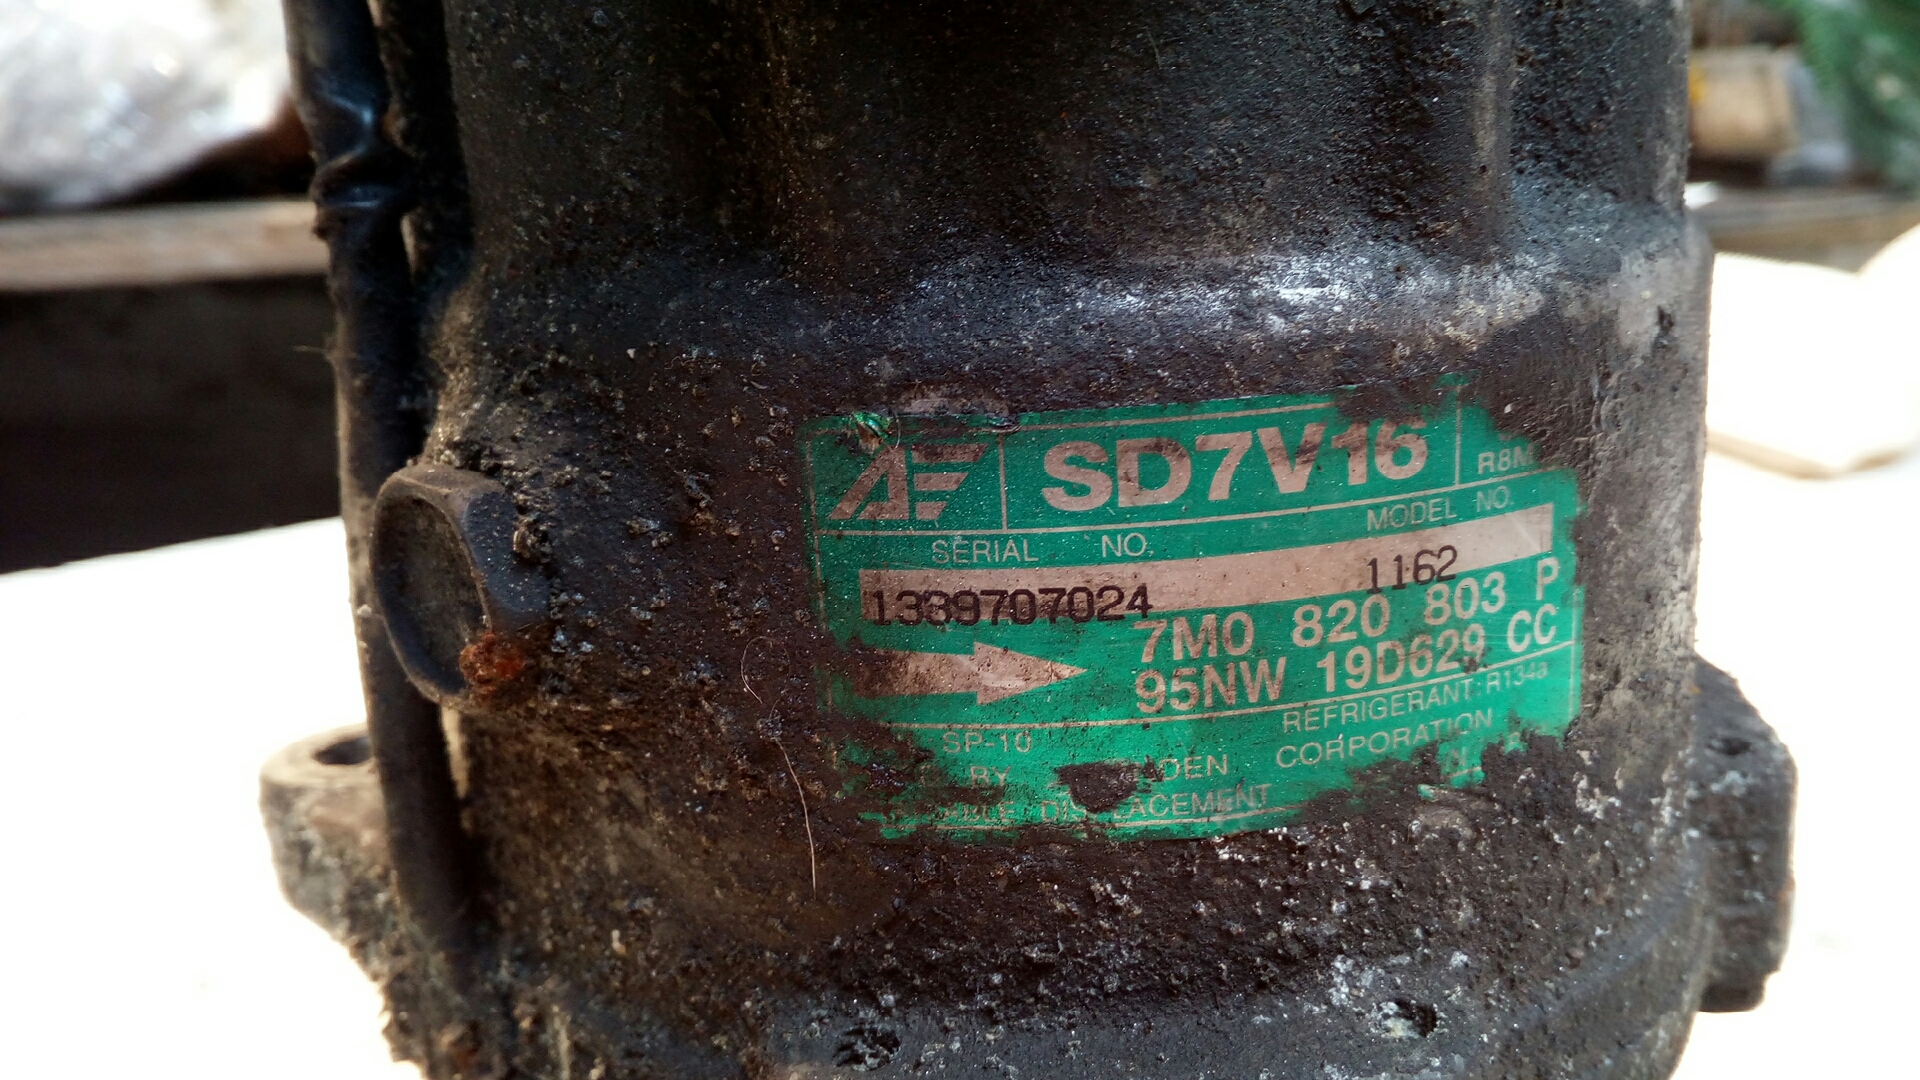 SD7V16 R8M
SERIAL NO. MODEL NO.
1339707024 1162
7M0 820 803 P
95NW 19D629 CC
SP-10 REFRIGERANT: R134a
BY CORPORATION